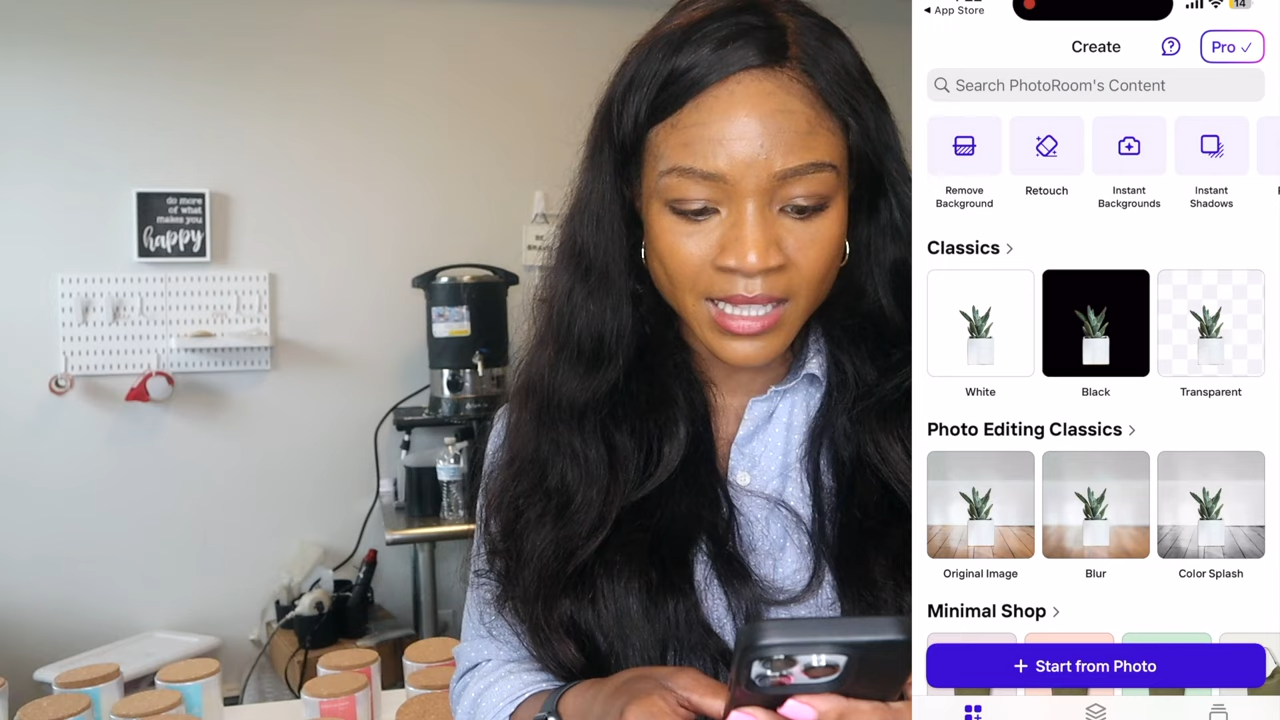 do more
of what
makes you
happy
App Store
14
Create
Pro
Search PhotoRoom's Content
Remove
Background
Retouch
Instant
Backgrounds
Instant
Shadows
Classics
White
Black
Transparent
Photo Editing Classics
Original Image
Blur
Color Splash
Minimal Shop
+ Start from Photo